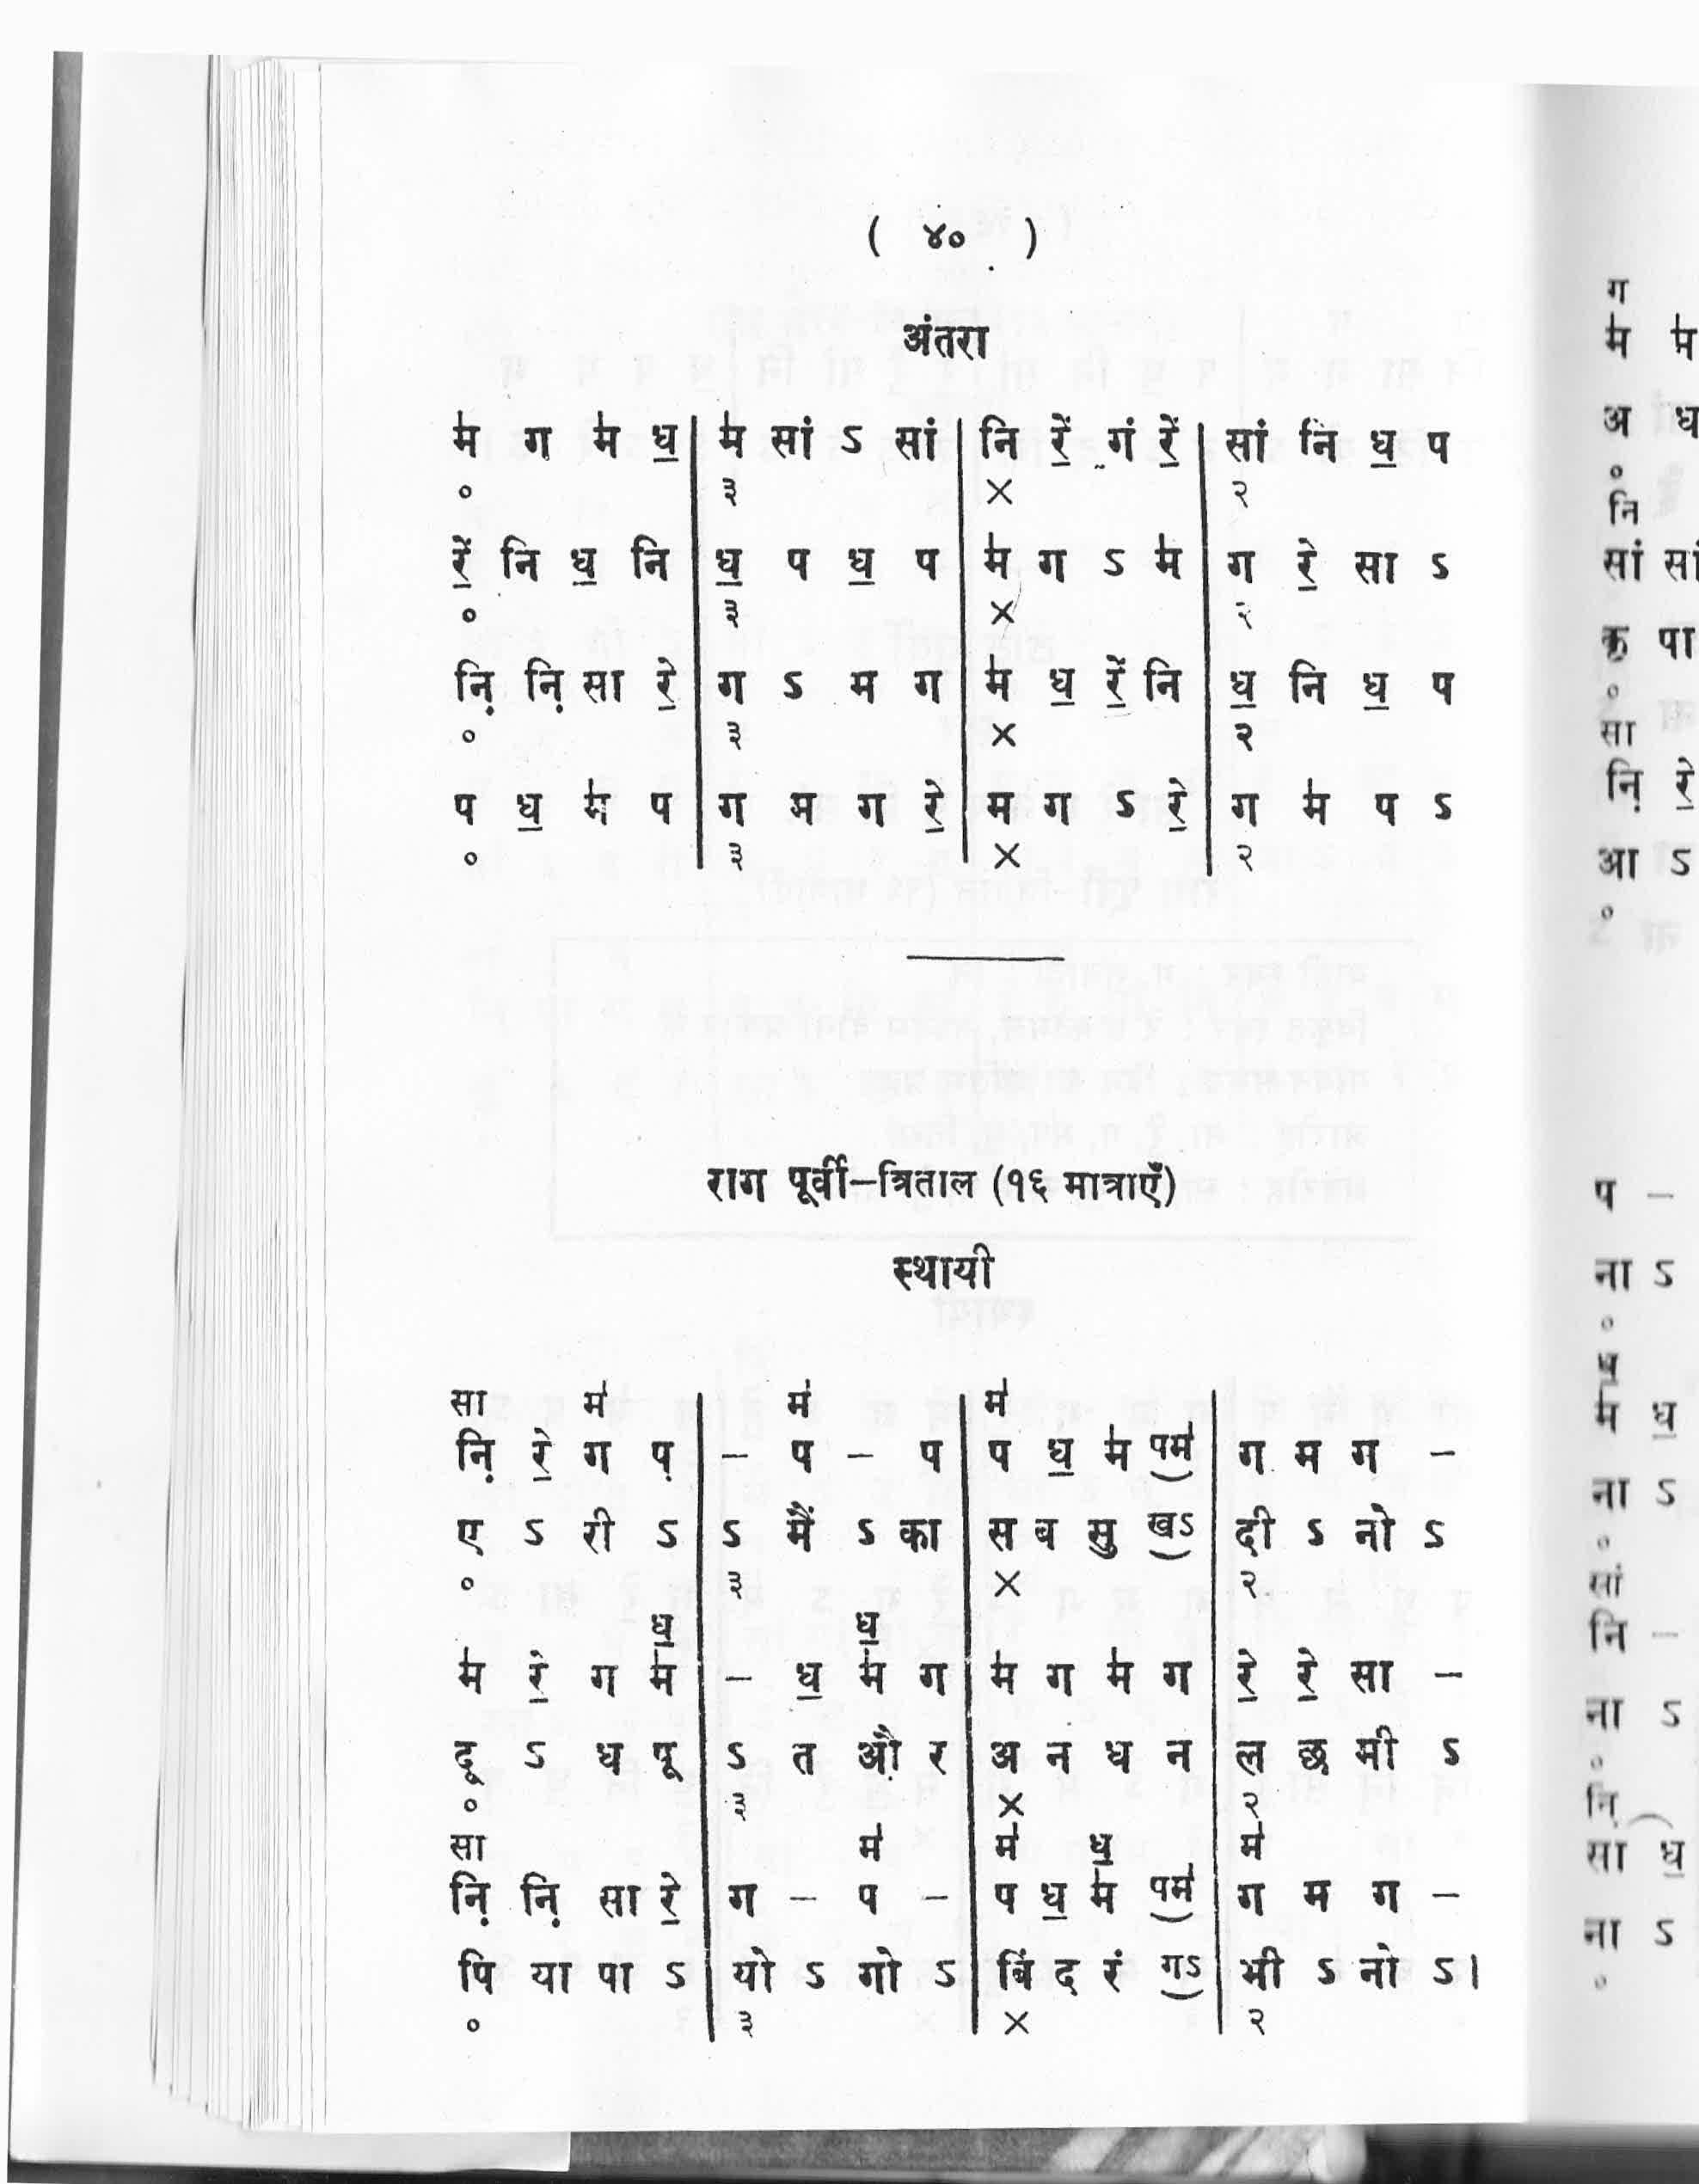 ( ४० )
अंतरा
म॑ ग म॑ ध॒ | म॑ सां ऽ सां | नि रें॒ गं रें॒ | सां नि ध॒ प
० ३ × २
रें॒ नि ध॒ नि | ध॒ प ध॒ प | म॑ ग ऽ म॑ | ग रे॒ सा ऽ
० ३ × २
नि़ नि़ सा रे॒ | ग ऽ म ग | म॑ ध॒ रें॒ नि | ध॒ नि ध॒ प
० ३ × २
प ध॒ म॑ प | ग म ग रे॒ | म ग ऽ रे॒ | ग म॑ प ऽ
० ३ × २
राग पूर्वी–त्रिताल (१६ मात्राएँ)
स्थायी
सा म॑ | म॑ | म॑ |
नि़ रे॒ ग प़ | – प – प | प ध॒ म॑ पम॑ | ग म ग –
ए ऽ री ऽ | ऽ मैं ऽ का | स ब सु खऽ | दी ऽ नो ऽ
० ३ × २
ध॒ ध॒
म॑ रे॒ ग म॑ | – ध॒ म॑ ग | म॑ ग म॑ ग | रे॒ रे॒ सा –
दू ऽ ध पू | ऽ त औ र | अ न ध न | ल छ मी ऽ
० ३ × २
सा म॑ म॑ ध॒ म॑
नि़ नि़ सा रे॒ | ग – प – | प ध॒ म॑ पम॑ | ग म ग –
पि या पा ऽ | यो ऽ गो ऽ | बिं द रं गऽ | भी ऽ नो ऽ।
० ३ × २
ग
म॑ म॑
अ ध
०
नि
सां सां
कृ पा
०
सा
नि़ रे॒
आ ऽ
०
प –
ना ऽ
०
ध॒
म॑ ध॒
ना ऽ
०
सां
नि –
ना ऽ
०
नि़
सा ध॒
ना ऽ
०